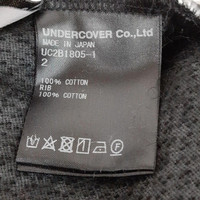 UNDERCOVER Co.,Ltd
MADE IN JAPAN
UC2B1805-1
2
100% COTTON
RIB
100% COTTON